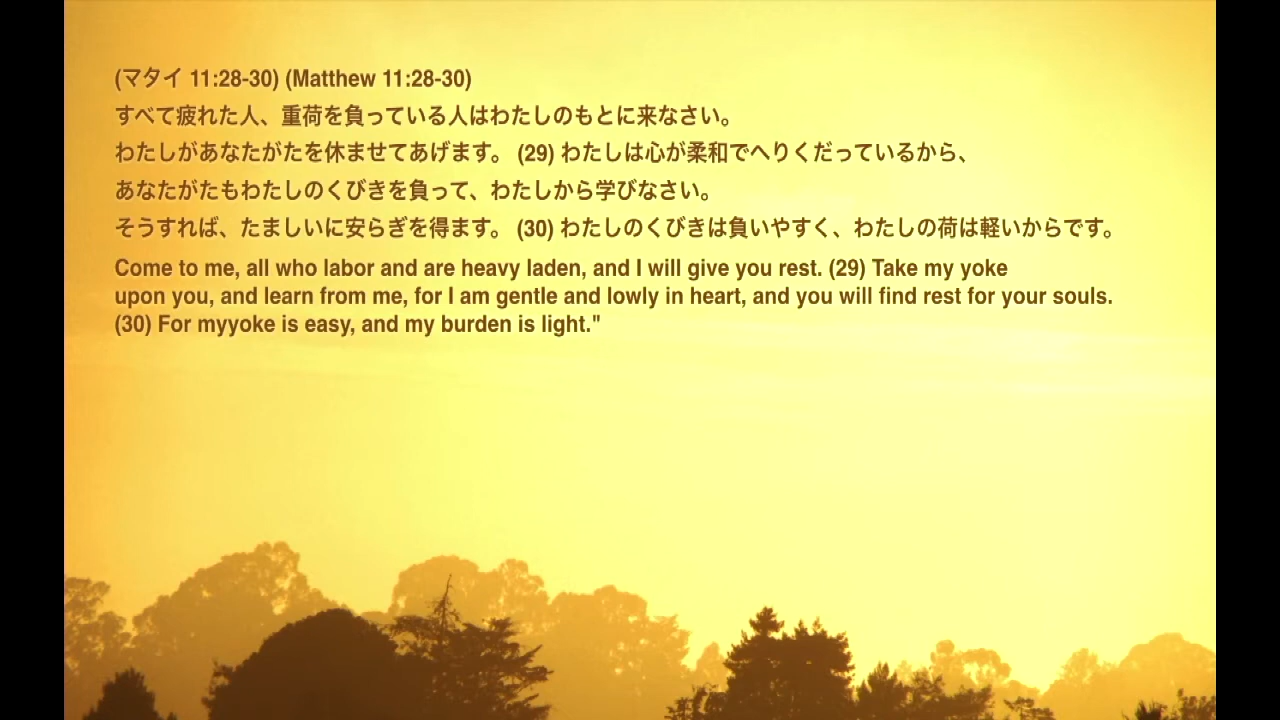 (マタイ 11:28-30) (Matthew 11:28-30)
すべて疲れた人、重荷を負っている人はわたしのもとに来なさい。
わたしがあなたがたを休ませてあげます。 (29) わたしは心が柔和でへりくだっているから、
あなたがたもわたしのくびきを負って、わたしから学びなさい。
そうすれば、たましいに安らぎを得ます。 (30) わたしのくびきは負いやすく、わたしの荷は軽いからです。
Come to me, all who labor and are heavy laden, and I will give you rest. (29) Take my yoke
upon you, and learn from me, for I am gentle and lowly in heart, and you will find rest for your souls.
(30) For myyoke is easy, and my burden is light."